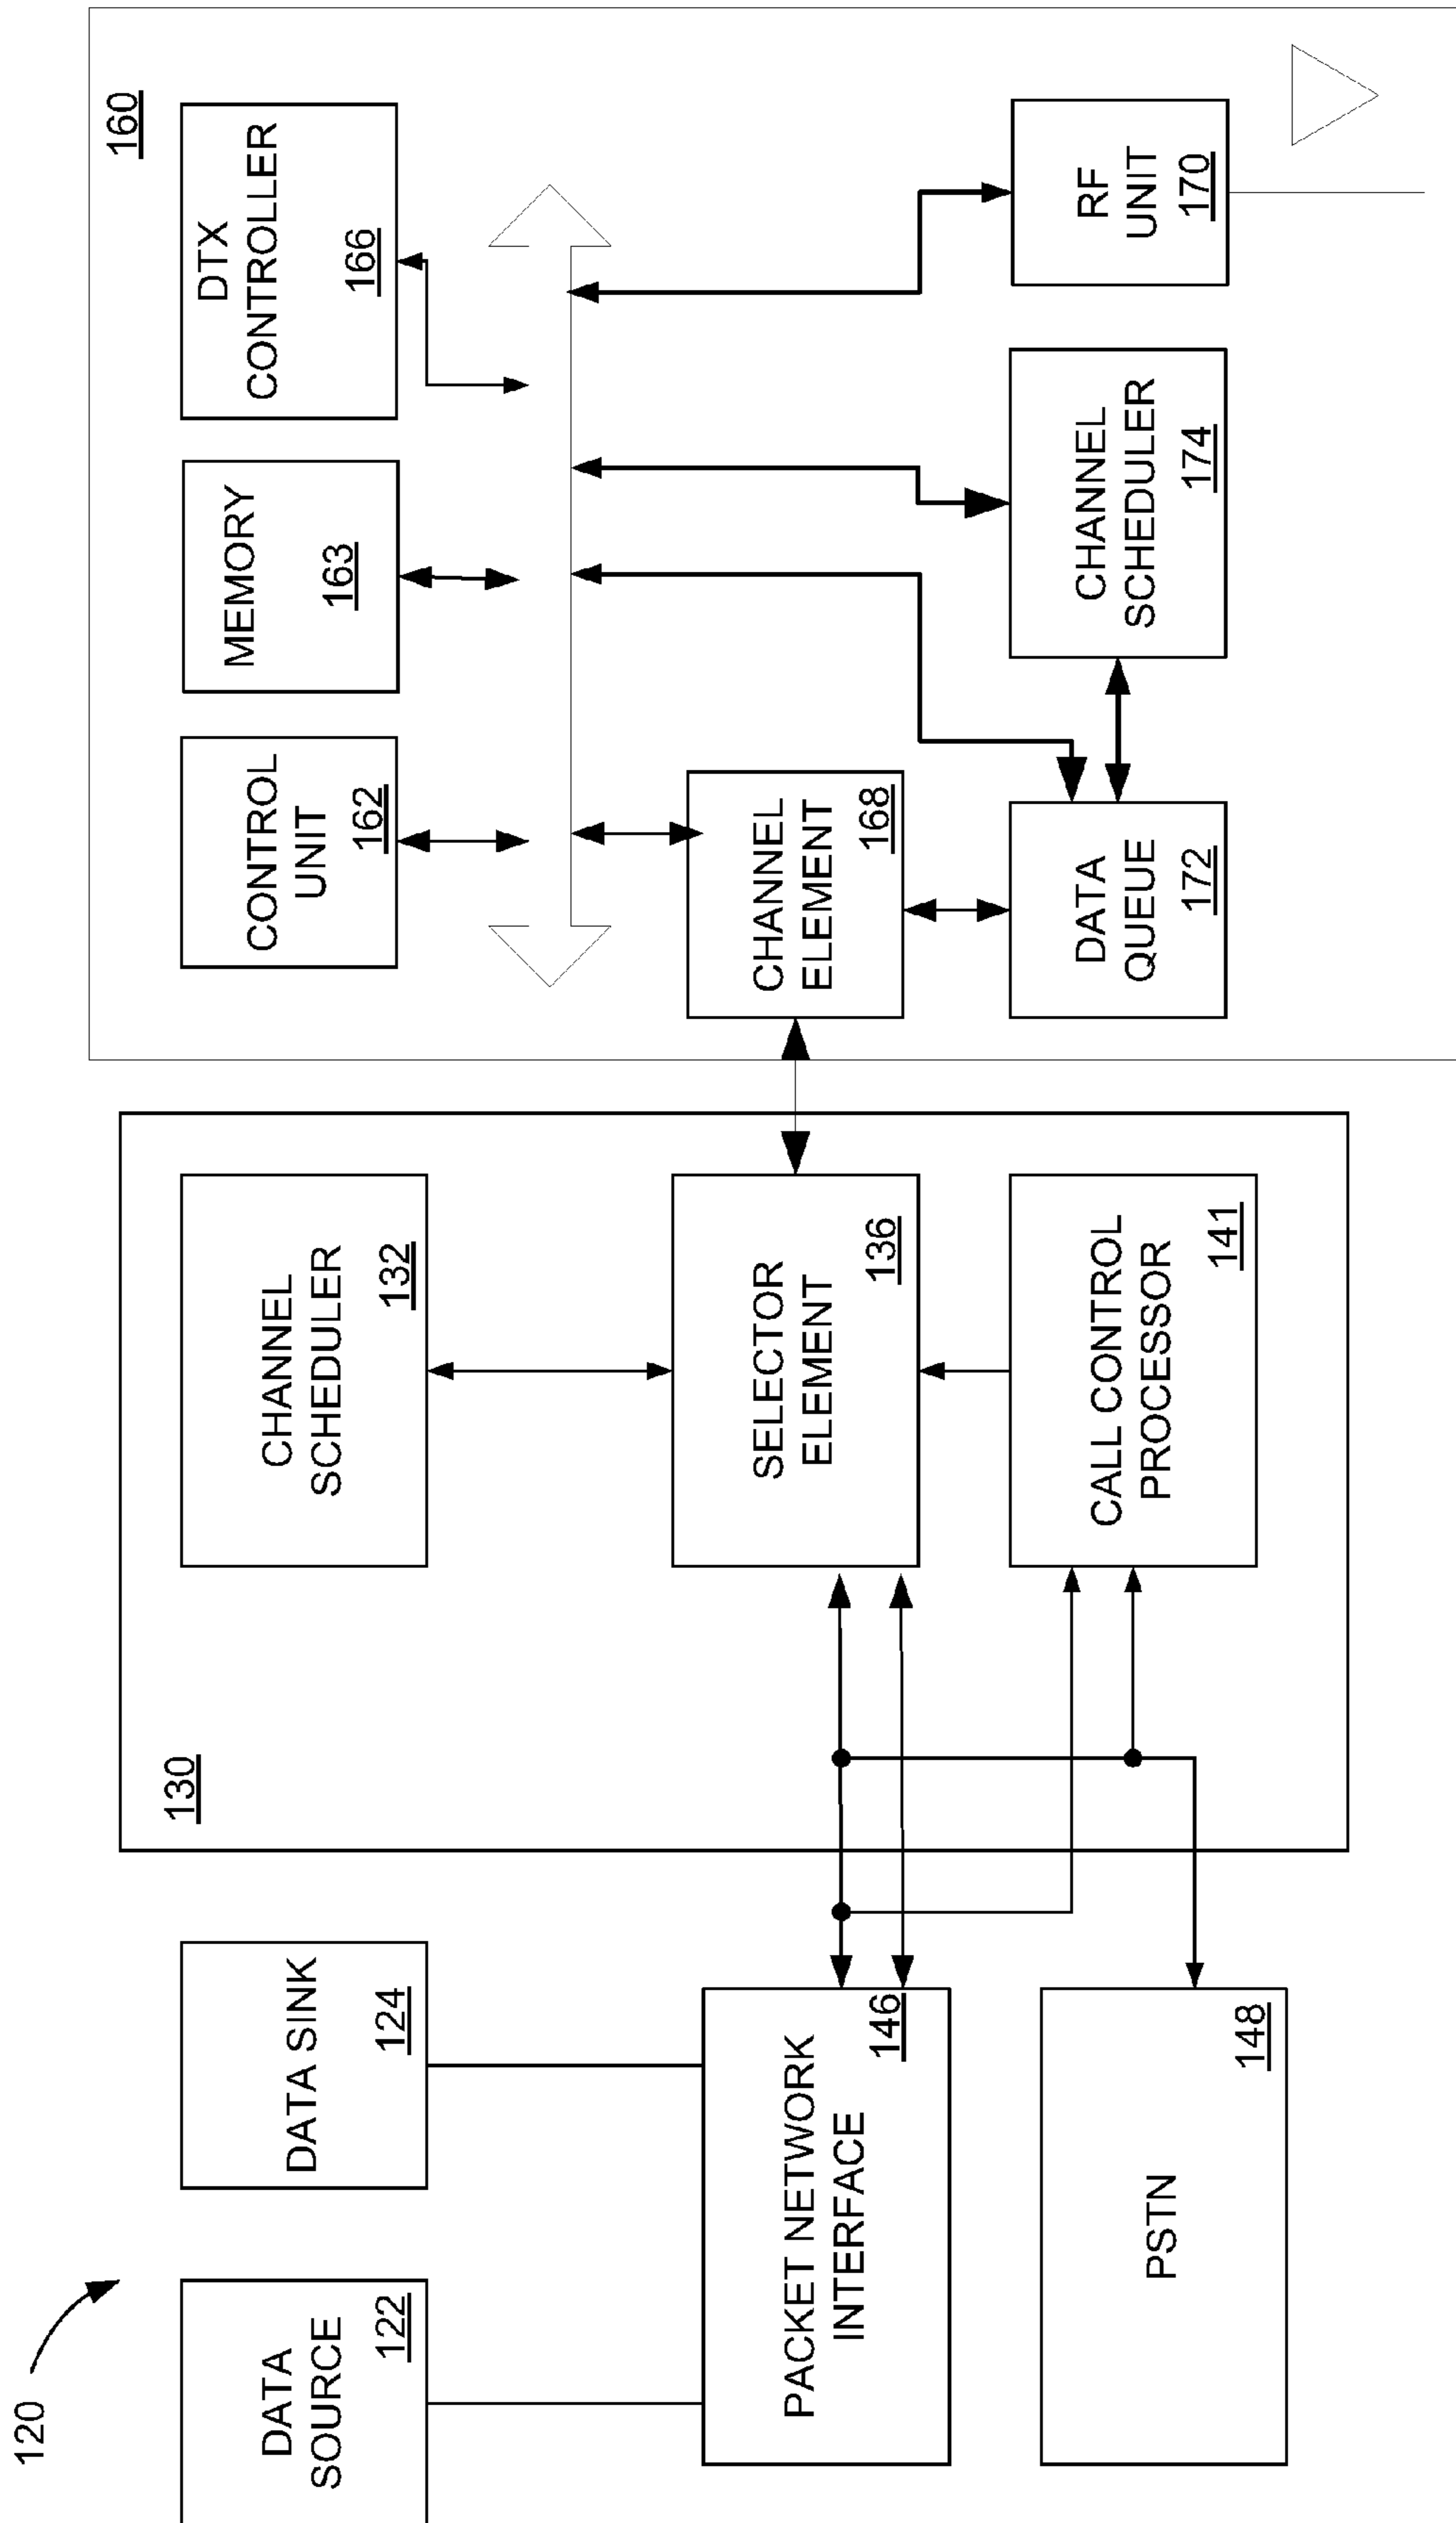 120
DATA
SOURCE
122
DATA SINK
124
PACKET NETWORK
INTERFACE
146
PSTN
148
130
CHANNEL
SCHEDULER
132
SELECTOR
ELEMENT
136
CALL CONTROL
PROCESSOR
141
160
CONTROL
UNIT
162
MEMORY
163
DTX
CONTROLLER
166
CHANNEL
ELEMENT
168
DATA
QUEUE
172
CHANNEL
SCHEDULER
174
RF
UNIT
170